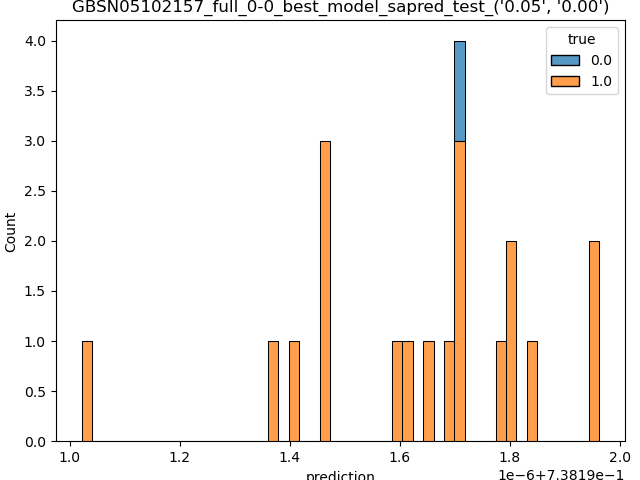 GBSN05102157_full_0-0_best_model_sapred_test_('0.05', '0.00')
4.0
3.5
3.0
2.5
2.0
1.5
1.0
0.5
0.0
Count
true
0.0
1.0
1.0 1.2 1.4 1.6 1.8 2.0
prediction
1e−6+7.3819e−1